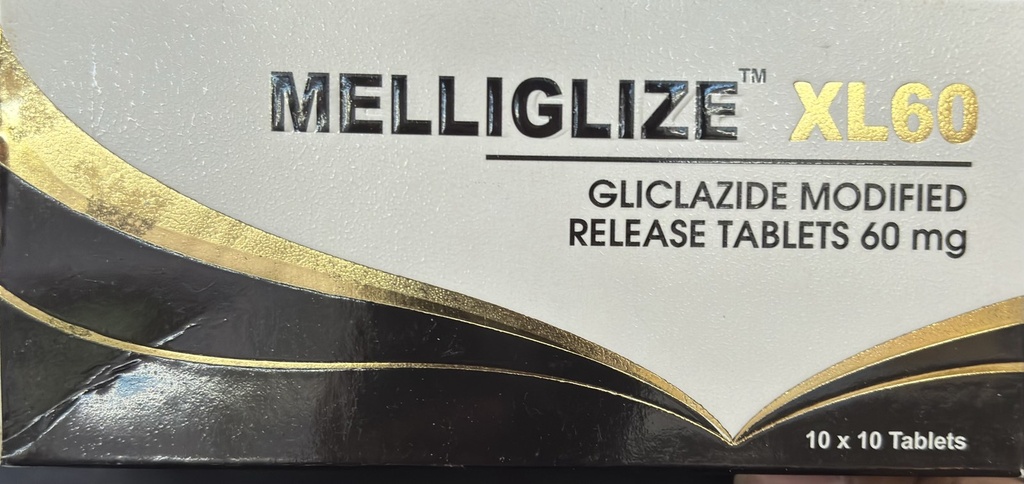 MELLIGLIZE™ XL60
GLICLAZIDE MODIFIED
RELEASE TABLETS 60 mg
10 x 10 Tablets